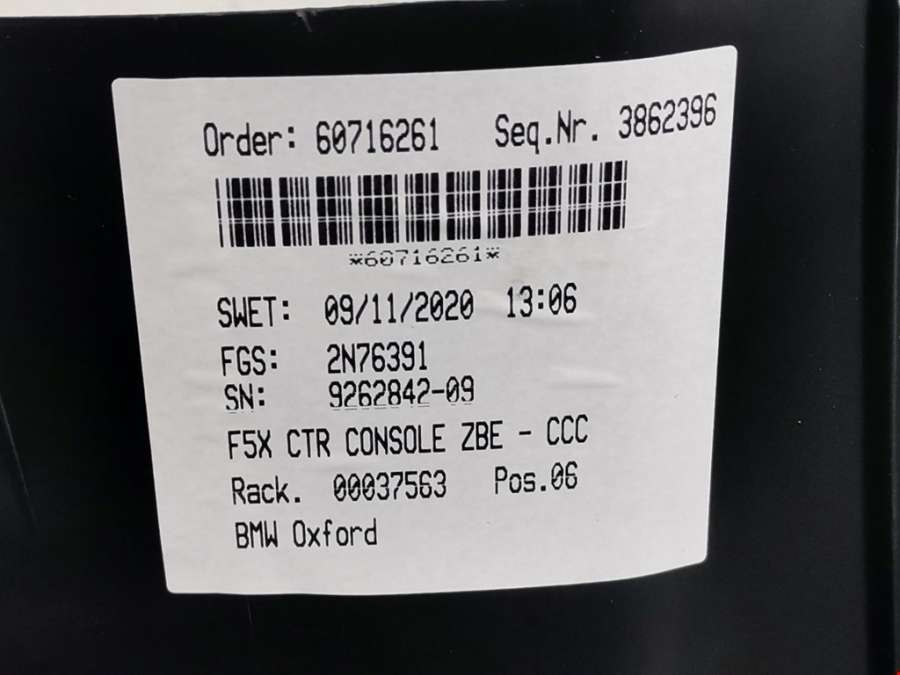 Order: 60716261 Seq.Nr. 3862396
*60716261*
SWET: 09/11/2020 13:06
FGS: 2N76391
SN: 9262842-09
F5X CTR CONSOLE ZBE - CCC
Rack. 00037563 Pos.06
BMW Oxford